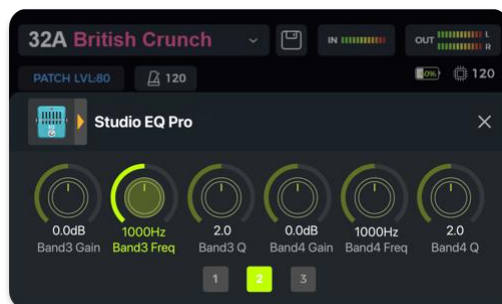 32A British Crunch
IN
OUT
L
R
PATCH LVL:80
120
120
Studio EQ Pro
0.0dB
1000Hz
2.0
0.0dB
1000Hz
2.0
Band3 Gain
Band3 Freq
Band3 Q
Band4 Gain
Band4 Freq
Band4 Q
1
2
3